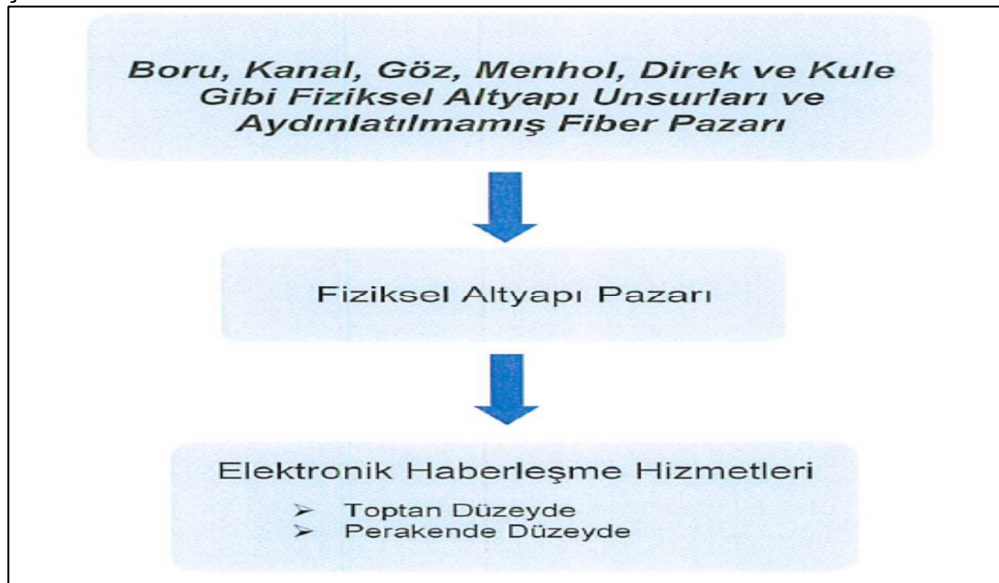 Boru, Kanal, Göz, Menhol, Direk ve Kule
Gibi Fiziksel Altyapı Unsurları ve
Aydınlatılmamış Fiber Pazarı
Fiziksel Altyapı Pazarı
Elektronik Haberleşme Hizmetleri
➢ Toptan Düzeyde
➢ Perakende Düzeyde